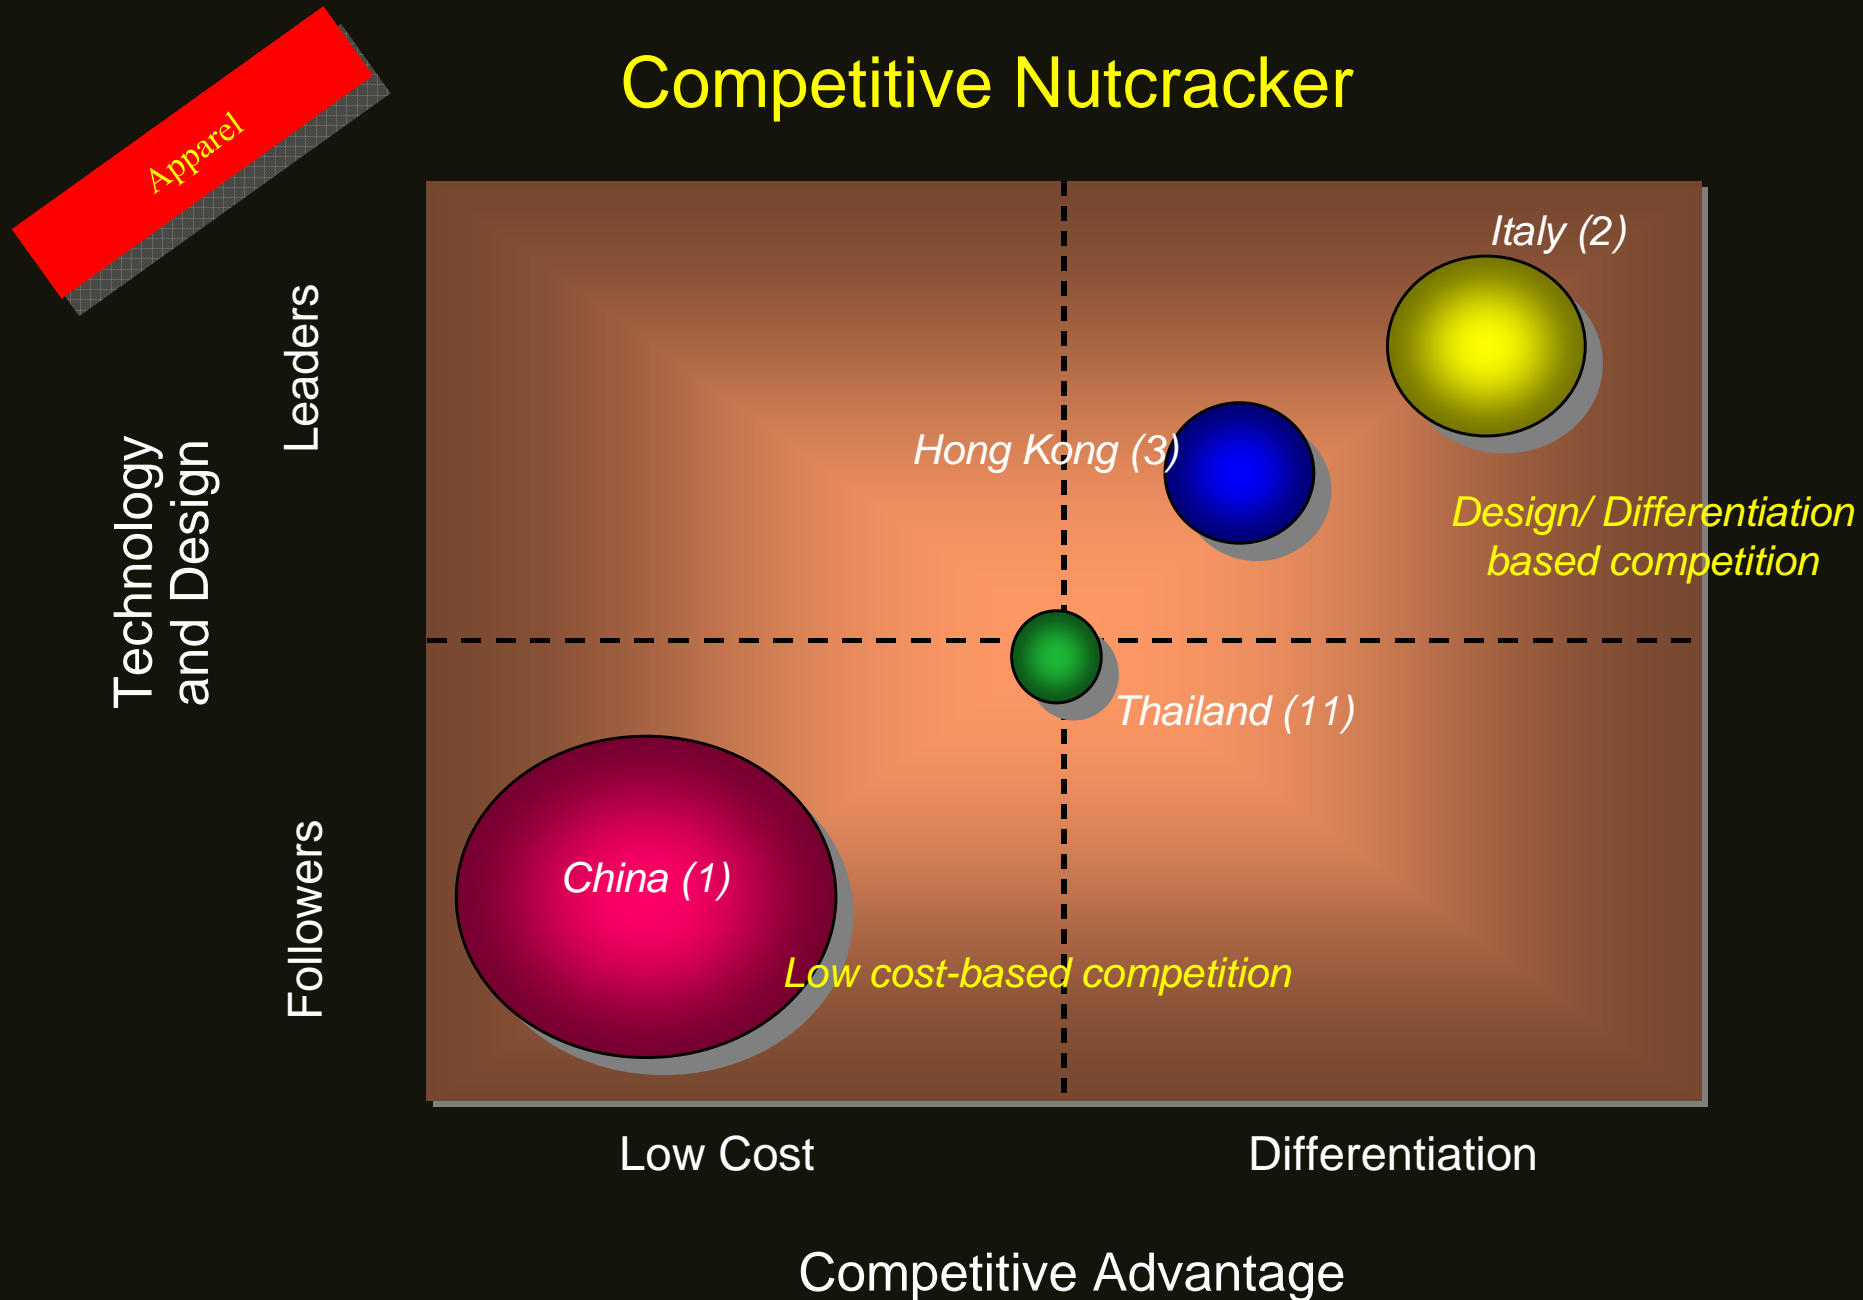 Competitive Nutcracker
Apparel
Italy (2)
Leaders
Hong Kong (3)
Technology
and Design
Design/ Differentiation
based competition
Thailand (11)
China (1)
Followers
Low cost-based competition
Low Cost
Differentiation
Competitive Advantage